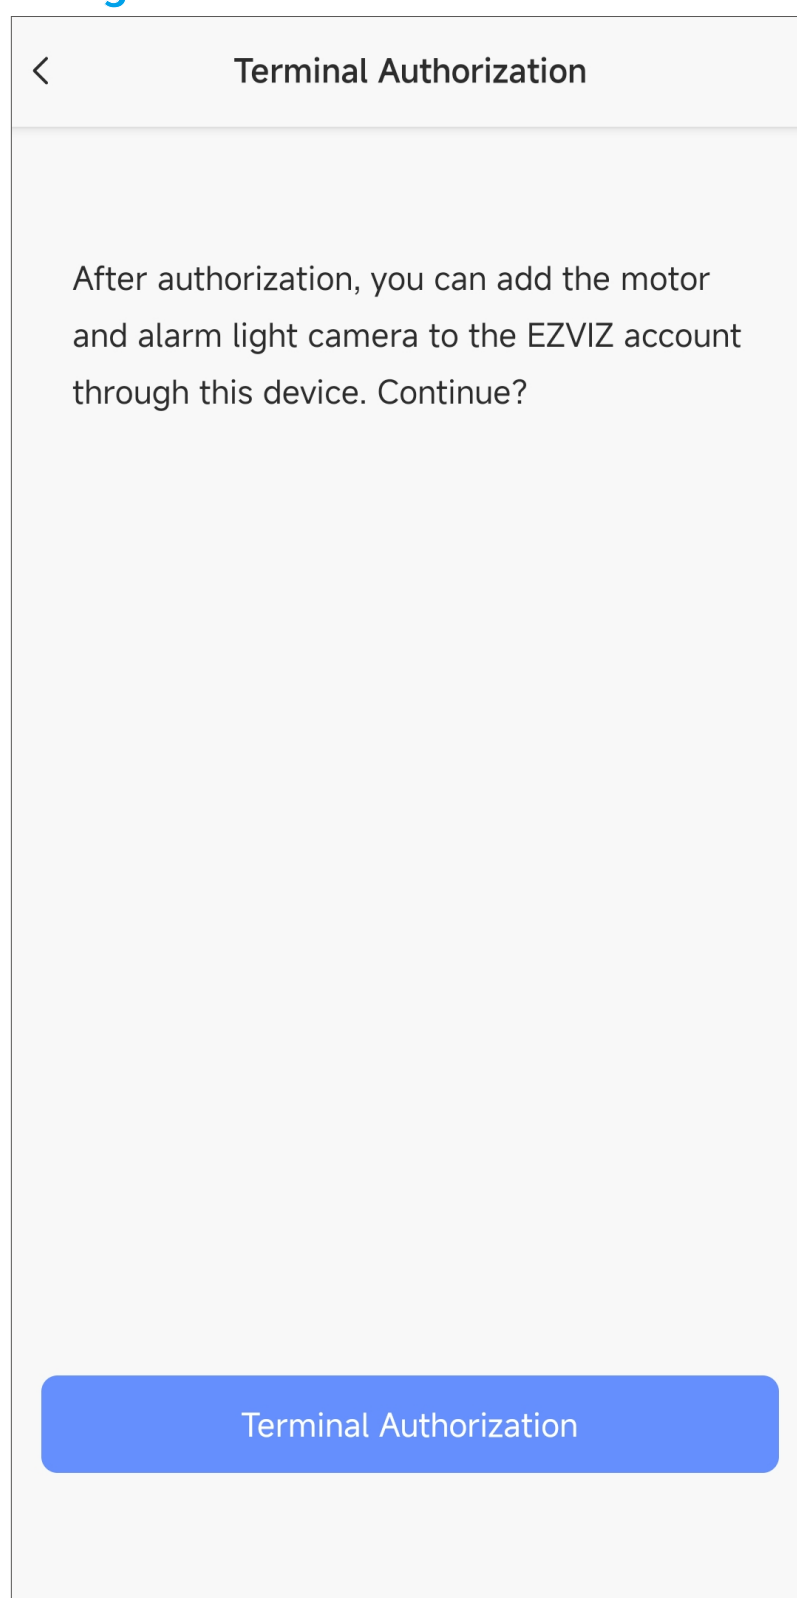 Terminal Authorization
After authorization, you can add the motor
and alarm light camera to the EZVIZ account
through this device. Continue?
Terminal Authorization